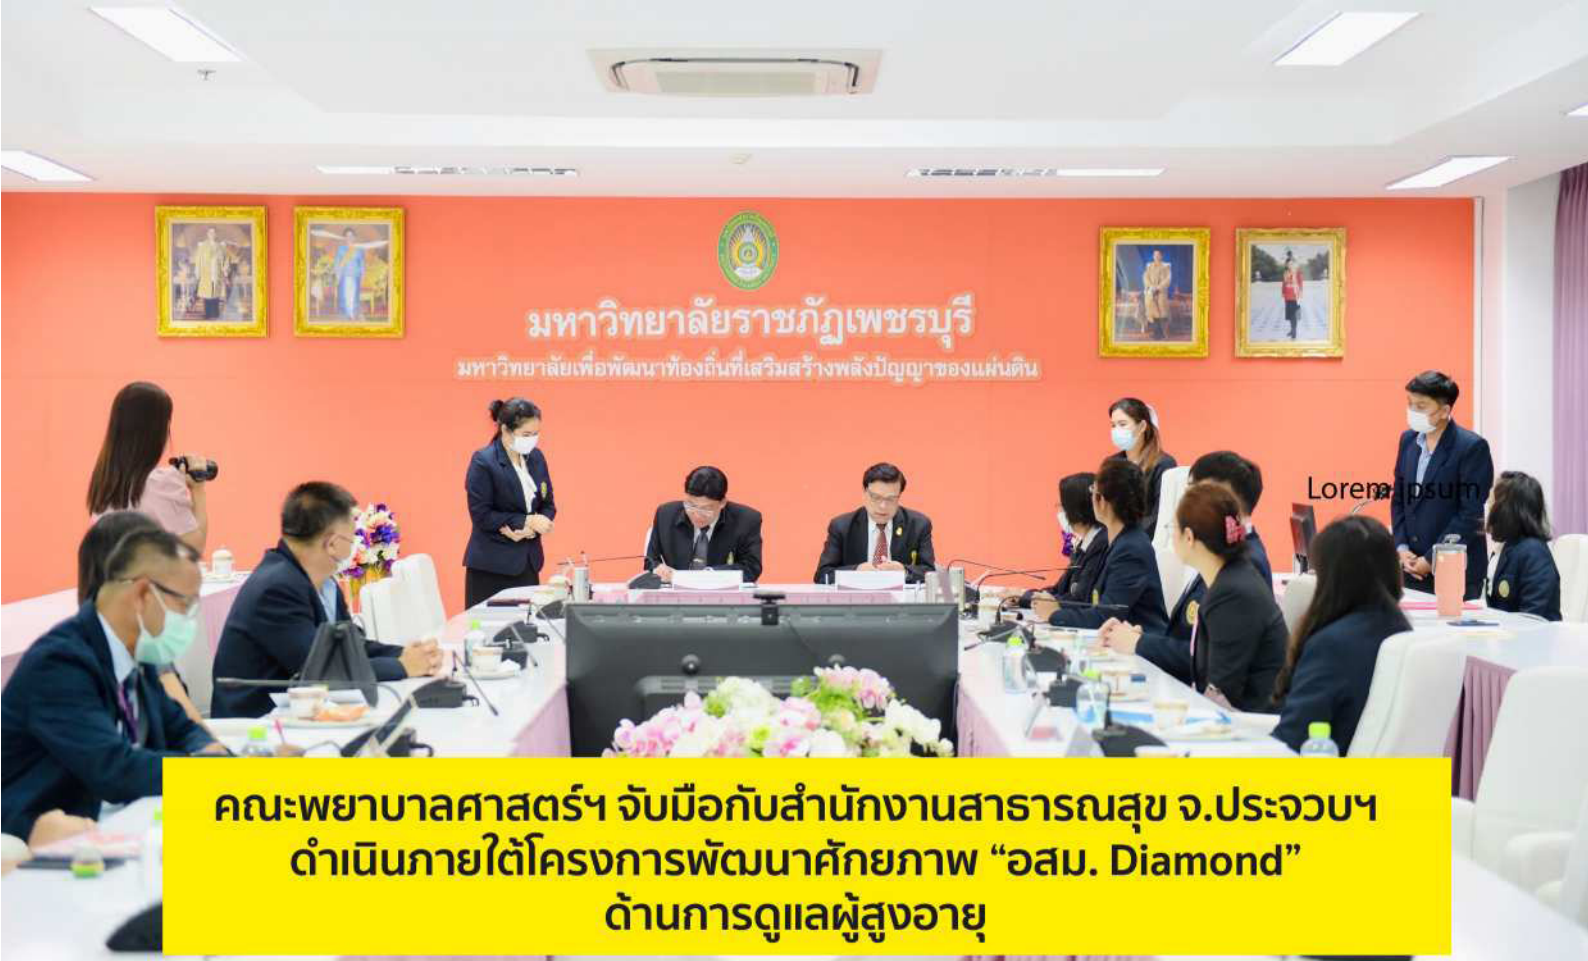 มหาวิทยาลัยราชภัฏเพชรบุรี
มหาวิทยาลัยเพื่อพัฒนาท้องถิ่นที่เสริมสร้างพลังปัญญาของแผ่นดิน
Lorem ipsum
คณะพยาบาลศาสตร์ฯ จับมือกับสำนักงานสาธารณสุข จ.ประจวบฯ
ดำเนินภายใต้โครงการพัฒนาศักยภาพ “อสม. Diamond”
ด้านการดูแลผู้สูงอายุ